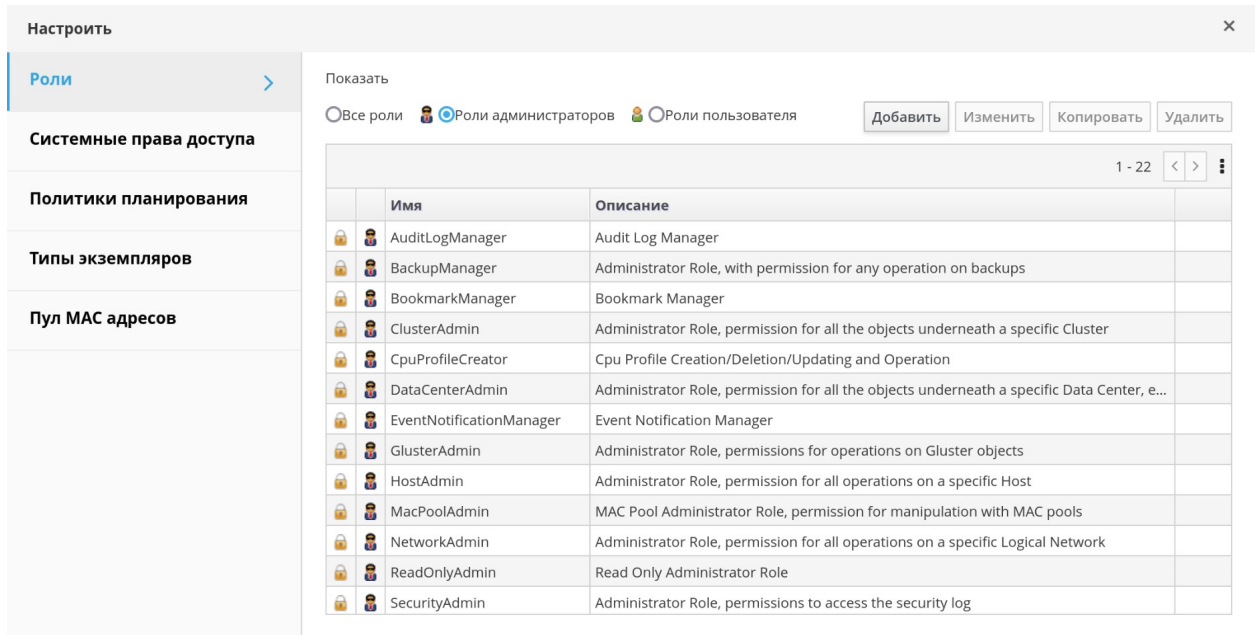 Настроить
Роли
Системные права доступа
Политики планирования
Типы экземпляров
Пул MAC адресов
Показать
Все роли Роли администраторов Роли пользователя Добавить Изменить Копировать Удалить
1 - 22
Имя Описание
AuditLogManager Audit Log Manager
BackupManager Administrator Role, with permission for any operation on backups
BookmarkManager Bookmark Manager
ClusterAdmin Administrator Role, permission for all the objects underneath a specific Cluster
CpuProfileCreator Cpu Profile Creation/Deletion/Updating and Operation
DataCenterAdmin Administrator Role, permission for all the objects underneath a specific Data Center, e...
EventNotificationManager Event Notification Manager
GlusterAdmin Administrator Role, permissions for operations on Gluster objects
HostAdmin Administrator Role, permission for all operations on a specific Host
MacPoolAdmin MAC Pool Administrator Role, permission for manipulation with MAC pools
NetworkAdmin Administrator Role, permission for all operations on a specific Logical Network
ReadOnlyAdmin Read Only Administrator Role
SecurityAdmin Administrator Role, permissions to access the security log